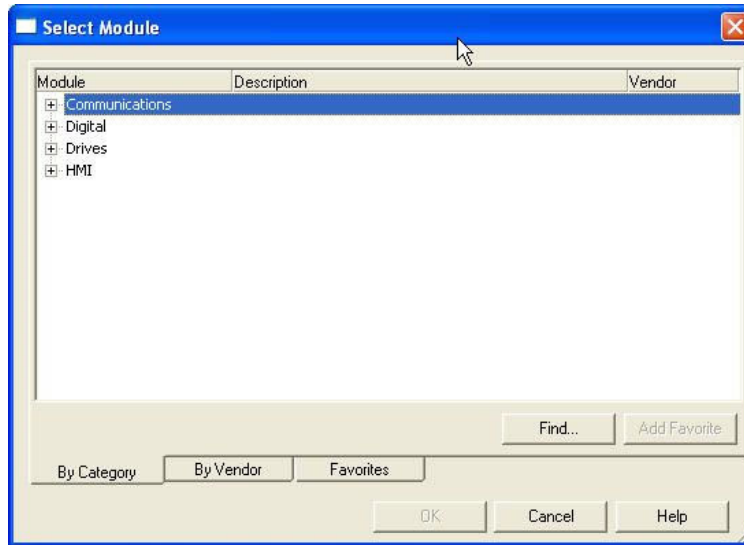 Select Module
Module Description Vendor
Communications
Digital
Drives
HMI
Find... Add Favorite
By Category By Vendor Favorites
OK Cancel Help